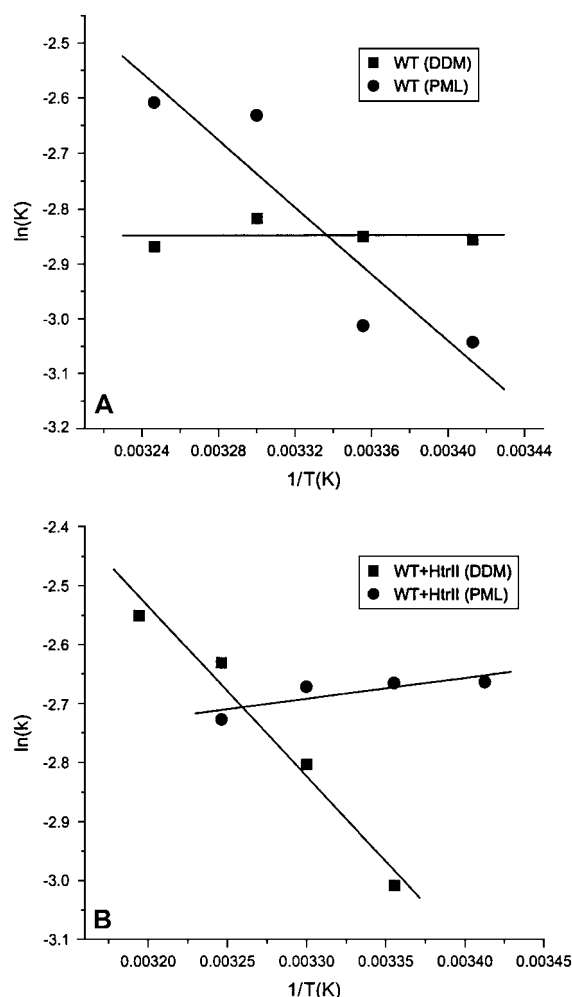 -2.5
-2.6
-2.7
-2.8
-2.9
-3.0
-3.1
-3.2
ln(K)
WT (DDM)
WT (PML)
A
0.00324 0.00328 0.00332 0.00336 0.00340 0.00344
1/T(K)
-2.4
-2.5
-2.6
-2.7
-2.8
-2.9
-3.0
-3.1
ln(k)
WT+HtrII (DDM)
WT+HtrII (PML)
B
0.00320 0.00325 0.00330 0.00335 0.00340 0.00345
1/T(K)